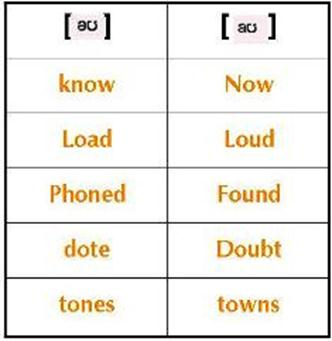 [əʊ] [aʊ]
know Now
Load Loud
Phoned Found
dote Doubt
tones towns